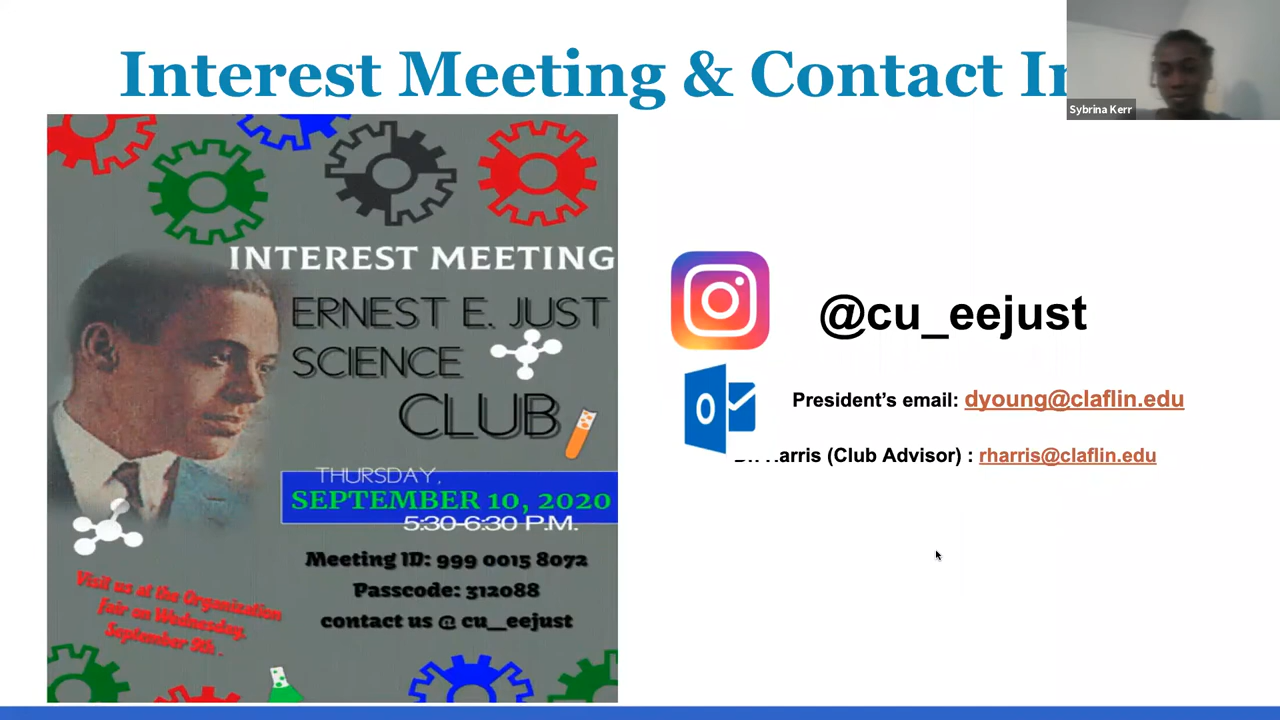 Interest Meeting & Contact
Sybrina Kerr
INTEREST MEETING
ERNEST E. JUST
SCIENCE
CLUB
THURSDAY,
SEPTEMBER 10, 2020
5:30-6:30 P.M.
Meeting ID: 999 0015 8072
Passcode: 312088
contact us @ cu_eejust
Visit us at the Organization
Fair on Wednesday,
September 9th.
@cu_eejust
President's email: dyoung@claflin.edu
(Club Advisor) : rharris@claflin.edu